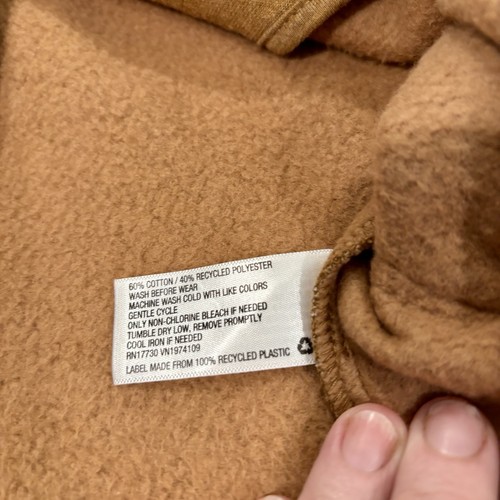 60% COTTON / 40% RECYCLED POLYESTER
WASH BEFORE WEAR
MACHINE WASH COLD WITH LIKE COLORS
GENTLE CYCLE
ONLY NON-CHLORINE BLEACH IF NEEDED
TUMBLE DRY LOW, REMOVE PROMPTLY
COOL IRON IF NEEDED
RN17730 VN1974109
LABEL MADE FROM 100% RECYCLED PLASTIC